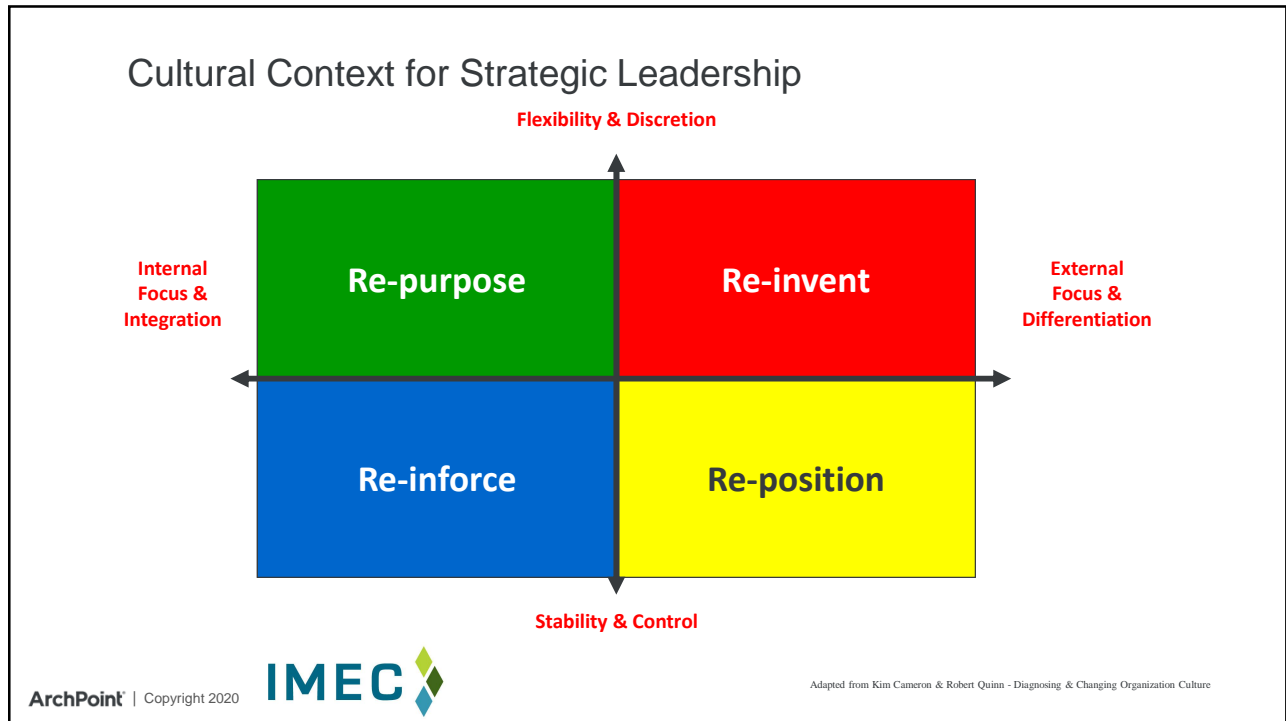 Cultural Context for Strategic Leadership
Flexibility & Discretion
Internal
Focus &
Integration
Re-purpose
Re-invent
External
Focus &
Differentiation
Re-inforce
Re-position
Stability & Control
ArchPoint | Copyright 2020
IMEC
Adapted from Kim Cameron & Robert Quinn - Diagnosing & Changing Organization Culture